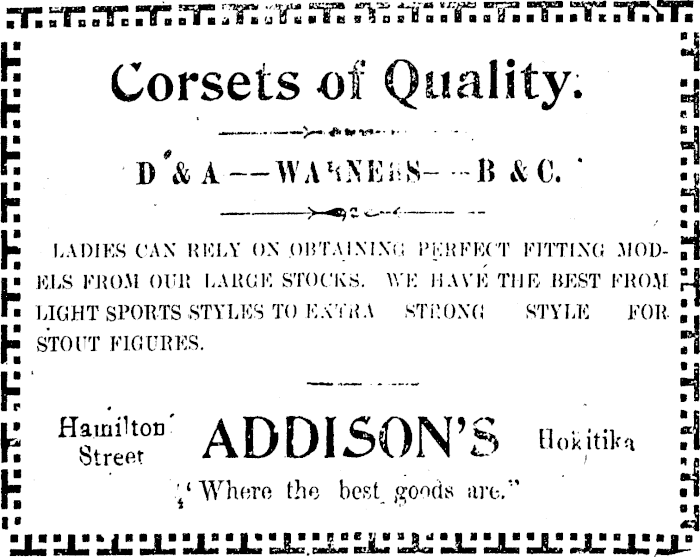 Corsets of Quality.
D & A -- WARNERS -- B & C.
LADIES CAN RELY ON OBTAINING PERFECT FITTING MOD-
ELS FROM OUR LARGE STOCKS. WE HAVE THE BEST FROM
LIGHT SPORTS STYLES TO EXTRA STRONG STYLE FOR
STOUT FIGURES.
Hamilton Street ADDISON'S Hokitika
"Where the best goods are."